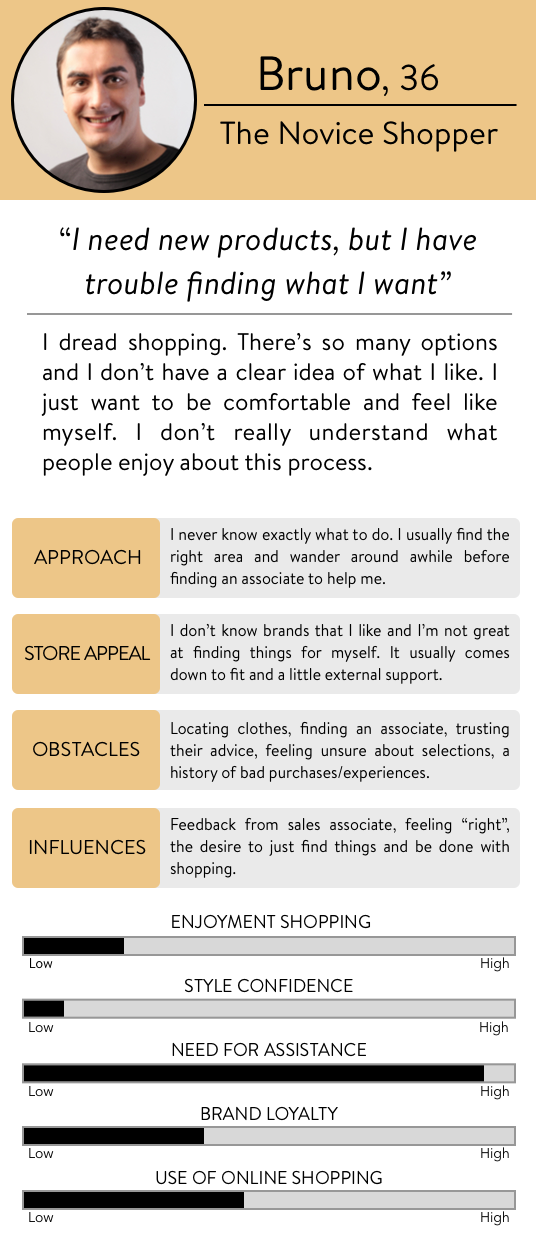 Bruno, 36
The Novice Shopper
“I need new products, but I have
trouble finding what I want”
I dread shopping. There’s so many options
and I don’t have a clear idea of what I like. I
just want to be comfortable and feel like
myself. I don’t really understand what
people enjoy about this process.
APPROACH
I never know exactly what to do. I usually find the
right area and wander around awhile before
finding an associate to help me.
STORE APPEAL
I don’t know brands that I like and I’m not great
at finding things for myself. It usually comes
down to fit and a little external support.
OBSTACLES
Locating clothes, finding an associate, trusting
their advice, feeling unsure about selections, a
history of bad purchases/experiences.
INFLUENCES
Feedback from sales associate, feeling “right”,
the desire to just find things and be done with
shopping.
ENJOYMENT SHOPPING
Low High
STYLE CONFIDENCE
Low High
NEED FOR ASSISTANCE
Low High
BRAND LOYALTY
Low High
USE OF ONLINE SHOPPING
Low High